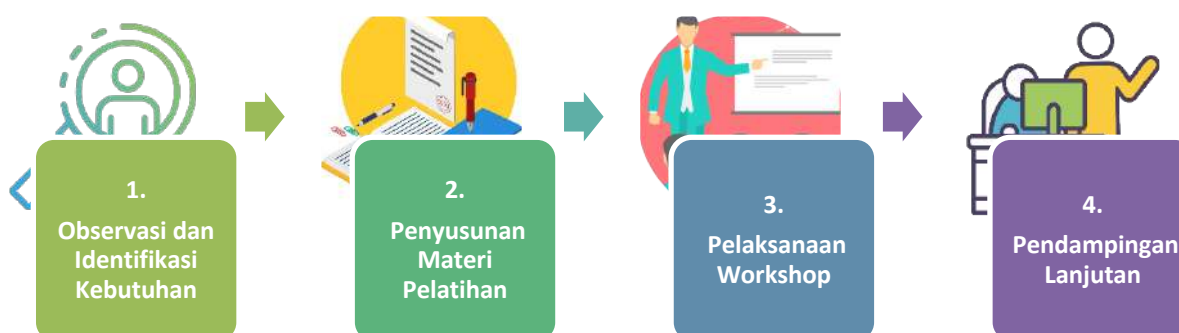 1.
Observasi dan
Identifikasi
Kebutuhan
2.
Penyusunan
Materi
Pelatihan
3.
Pelaksanaan
Workshop
4.
Pendampingan
Lanjutan